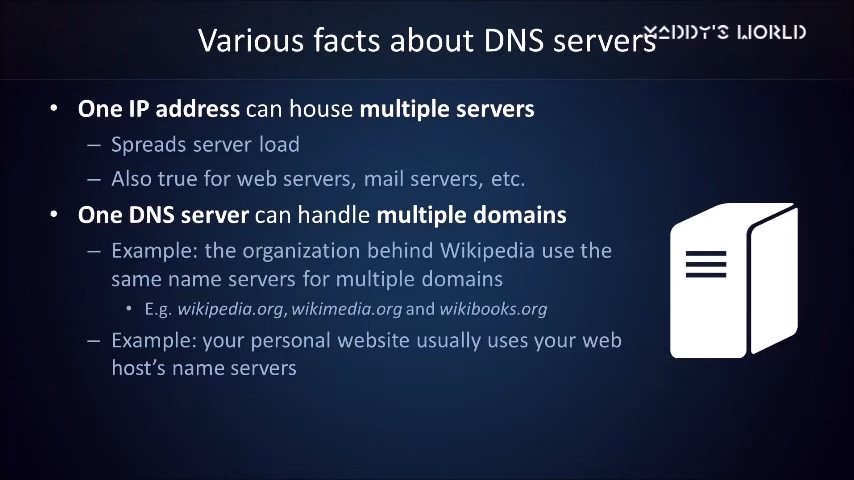 Various facts about DNS servers
MADDY'S WORLD
• One IP address can house multiple servers
– Spreads server load
– Also true for web servers, mail servers, etc.
• One DNS server can handle multiple domains
– Example: the organization behind Wikipedia use the
same name servers for multiple domains
• E.g. wikipedia.org, wikimedia.org and wikibooks.org
– Example: your personal website usually uses your web
host's name servers